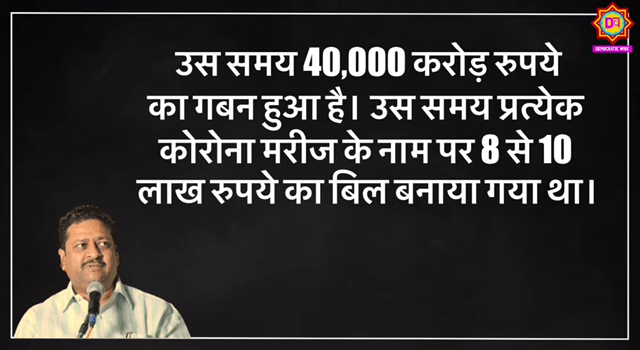 उस समय 40,000 करोड़ रुपये
का गबन हुआ है। उस समय प्रत्येक
कोरोना मरीज के नाम पर 8 से 10
लाख रुपये का बिल बनाया गया था।
DEMOCRATIC WIRE